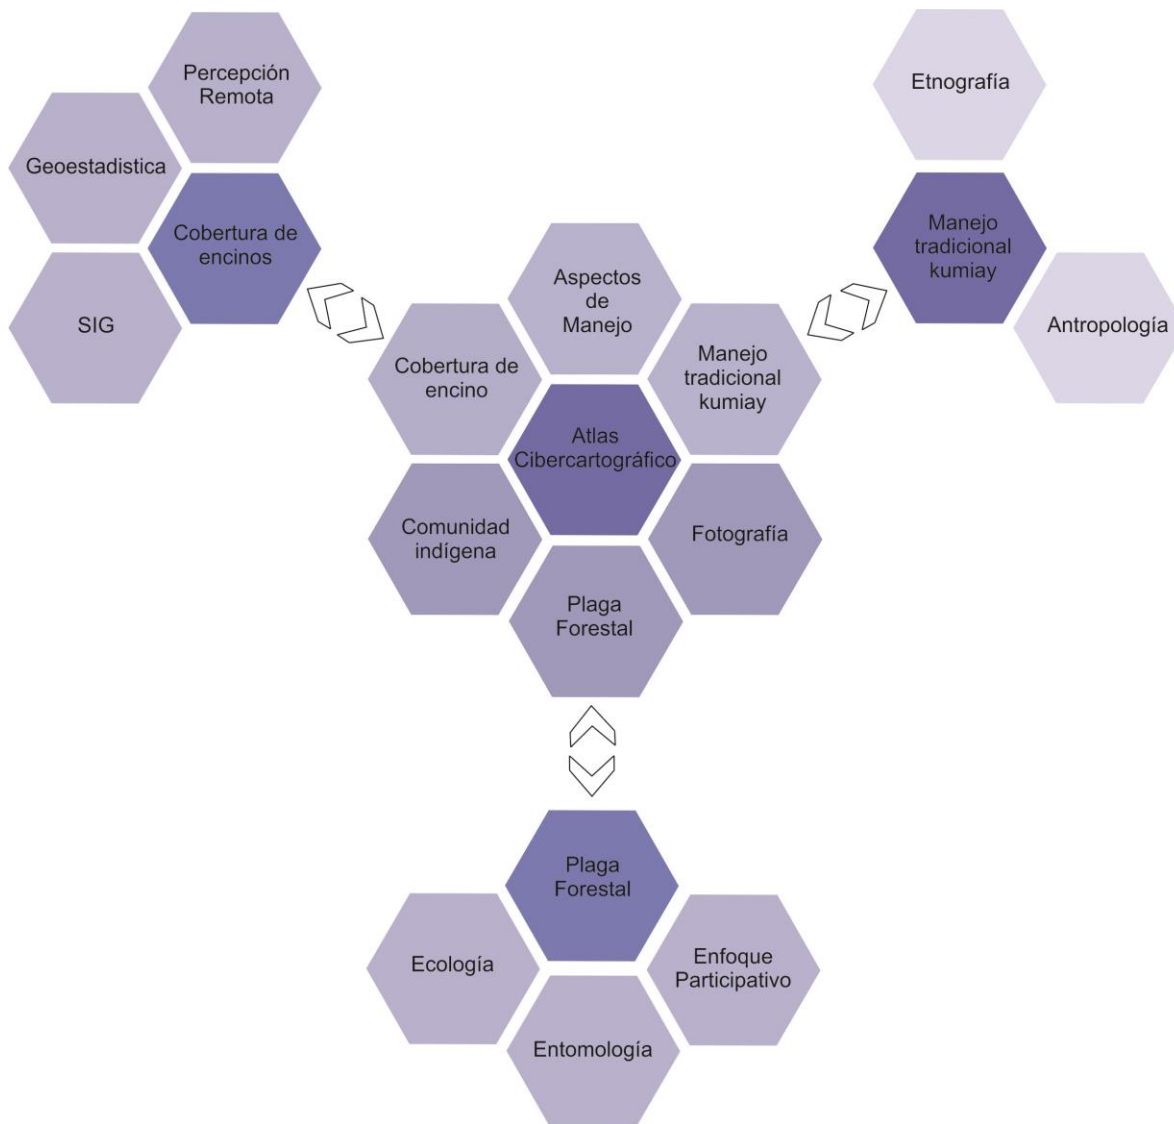 Percepción
Remota
Geoestadistica
Cobertura de
encinos
SIG
Etnografía
Manejo
tradicional
kumiay
Antropología
Aspectos
de
Manejo
Cobertura de
encino
Manejo
tradicional
kumiay
Atlas
Cibercartográfico
Comunidad
indígena
Fotografía
Plaga
Forestal
Plaga
Forestal
Ecología
Enfoque
Participativo
Entomología